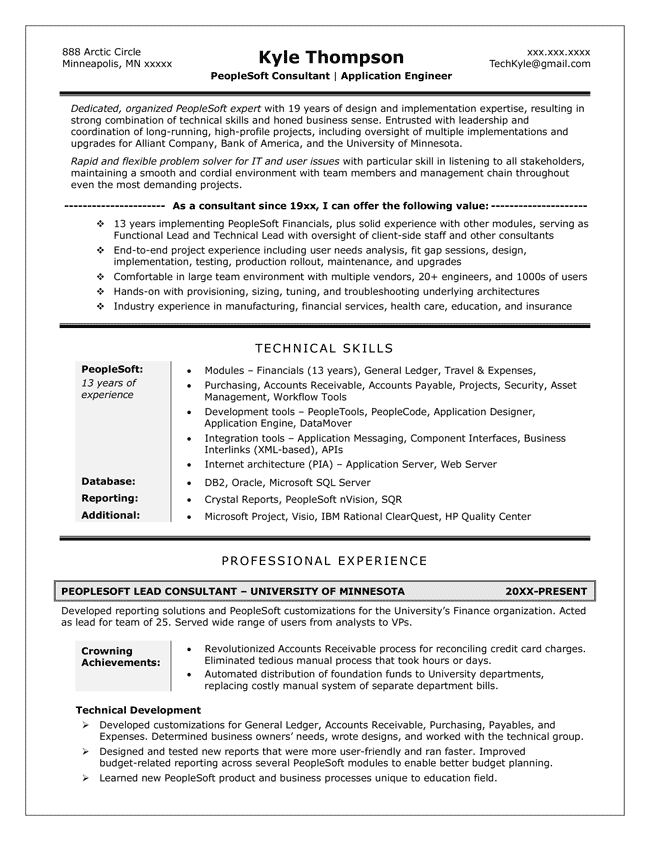 888 Arctic Circle
Minneapolis, MN xxxxx
Kyle Thompson
PeopleSoft Consultant | Application Engineer
xxx.xxx.xxxx
TechKyle@gmail.com
Dedicated, organized PeopleSoft expert with 19 years of design and implementation expertise, resulting in
strong combination of technical skills and honed business sense. Entrusted with leadership and
coordination of long-running, high-profile projects, including oversight of multiple implementations and
upgrades for Alliant Company, Bank of America, and the University of Minnesota.
Rapid and flexible problem solver for IT and user issues with particular skill in listening to all stakeholders,
maintaining a smooth and cordial environment with team members and management chain throughout
even the most demanding projects.
---------------------- As a consultant since 19xx, I can offer the following value: ---------------------
❖ 13 years implementing PeopleSoft Financials, plus solid experience with other modules, serving as
Functional Lead and Technical Lead with oversight of client-side staff and other consultants
❖ End-to-end project experience including user needs analysis, fit gap sessions, design,
implementation, testing, production rollout, maintenance, and upgrades
❖ Comfortable in large team environment with multiple vendors, 20+ engineers, and 1000s of users
❖ Hands-on with provisioning, sizing, tuning, and troubleshooting underlying architectures
❖ Industry experience in manufacturing, financial services, health care, education, and insurance
TECHNICAL SKILLS
PeopleSoft:
13 years of
experience
• Modules – Financials (13 years), General Ledger, Travel & Expenses,
• Purchasing, Accounts Receivable, Accounts Payable, Projects, Security, Asset
Management, Workflow Tools
• Development tools – PeopleTools, PeopleCode, Application Designer,
Application Engine, DataMover
• Integration tools – Application Messaging, Component Interfaces, Business
Interlinks (XML-based), APIs
• Internet architecture (PIA) – Application Server, Web Server
Database: • DB2, Oracle, Microsoft SQL Server
Reporting: • Crystal Reports, PeopleSoft nVision, SQR
Additional: • Microsoft Project, Visio, IBM Rational ClearQuest, HP Quality Center
PROFESSIONAL EXPERIENCE
PEOPLESOFT LEAD CONSULTANT – UNIVERSITY OF MINNESOTA 20XX-PRESENT
Developed reporting solutions and PeopleSoft customizations for the University's Finance organization. Acted
as lead for team of 25. Served wide range of users from analysts to VPs.
Crowning
Achievements:
• Revolutionized Accounts Receivable process for reconciling credit card charges.
Eliminated tedious manual process that took hours or days.
• Automated distribution of foundation funds to University departments,
replacing costly manual system of separate department bills.
Technical Development
➢ Developed customizations for General Ledger, Accounts Receivable, Purchasing, Payables, and
Expenses. Determined business owners' needs, wrote designs, and worked with the technical group.
➢ Designed and tested new reports that were more user-friendly and ran faster. Improved
budget-related reporting across several PeopleSoft modules to enable better budget planning.
➢ Learned new PeopleSoft product and business processes unique to education field.